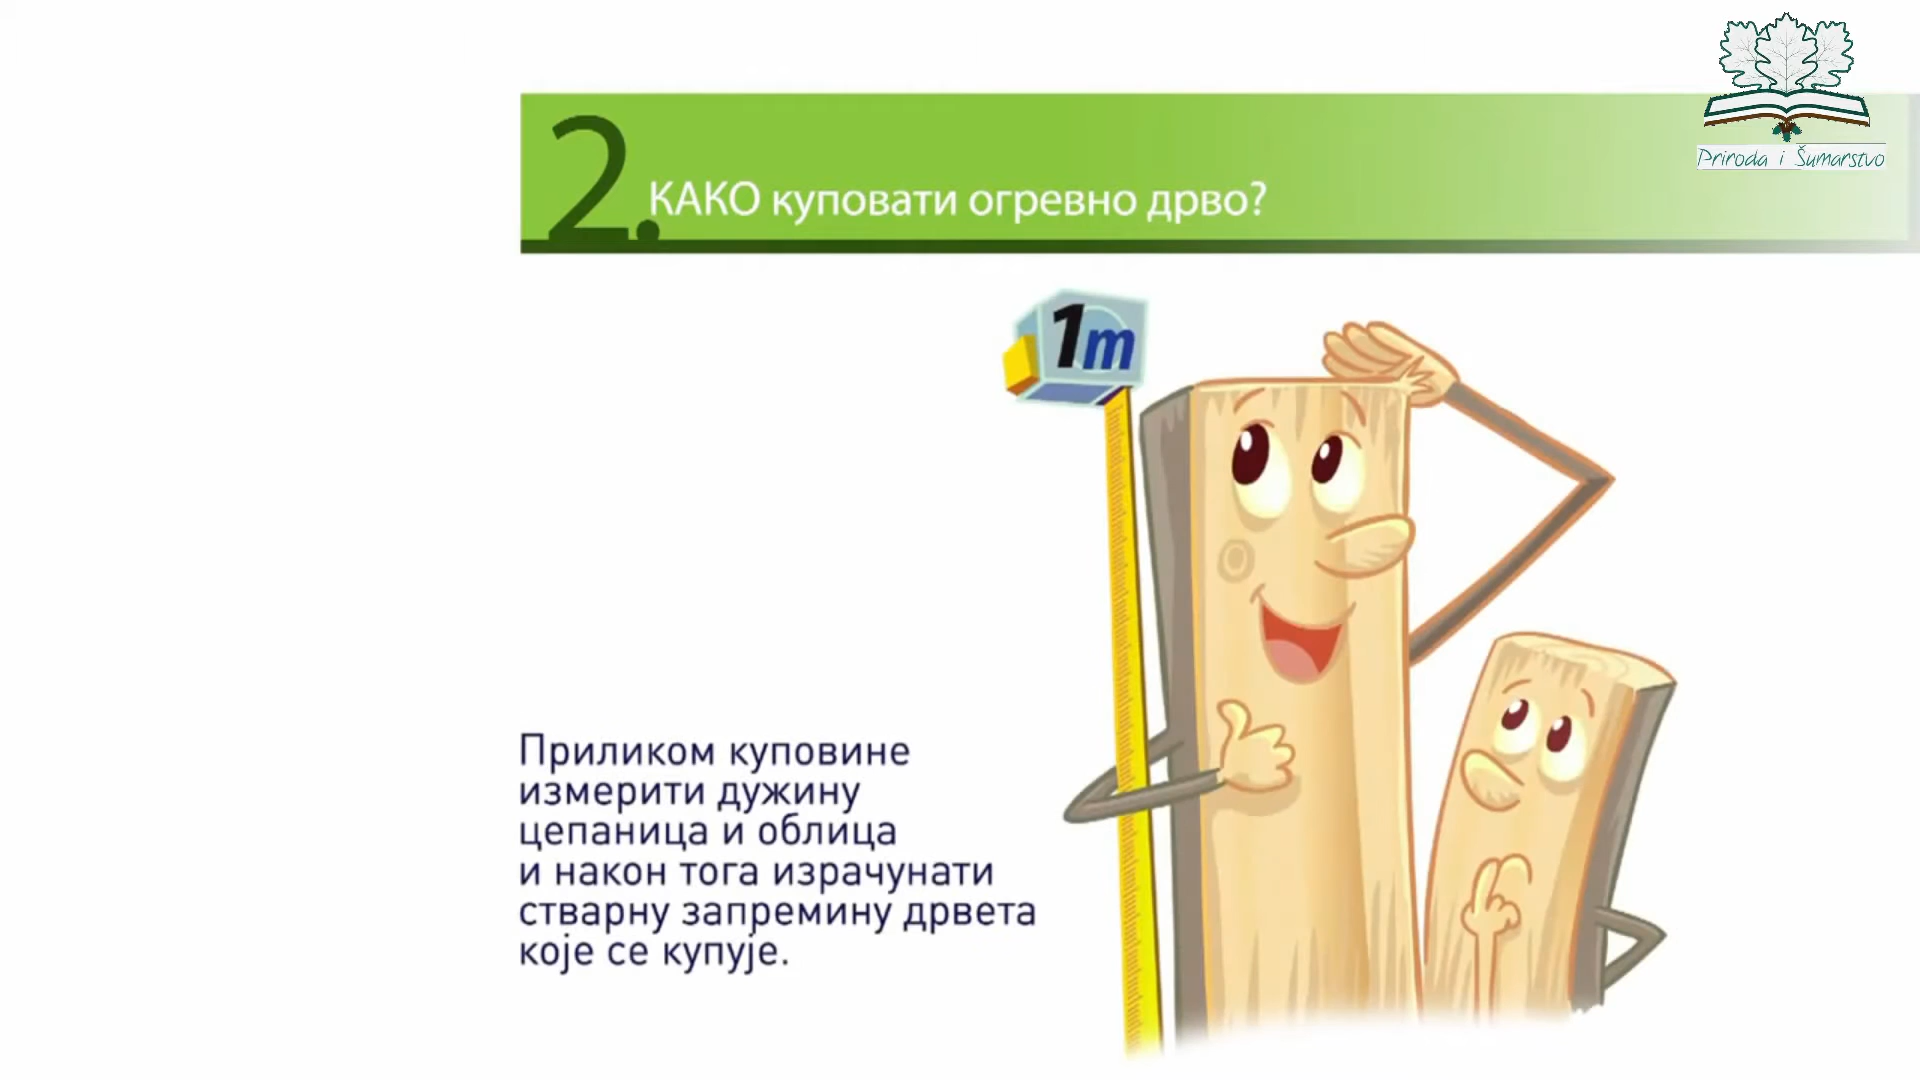 Priroda i Šumarstvo
2. КАКО куповати огревно дрво?
1m
Приликом куповине
измерити дужину
цепаница и облица
и након тога израчунати
стварну запремину дрвета
које се купује.